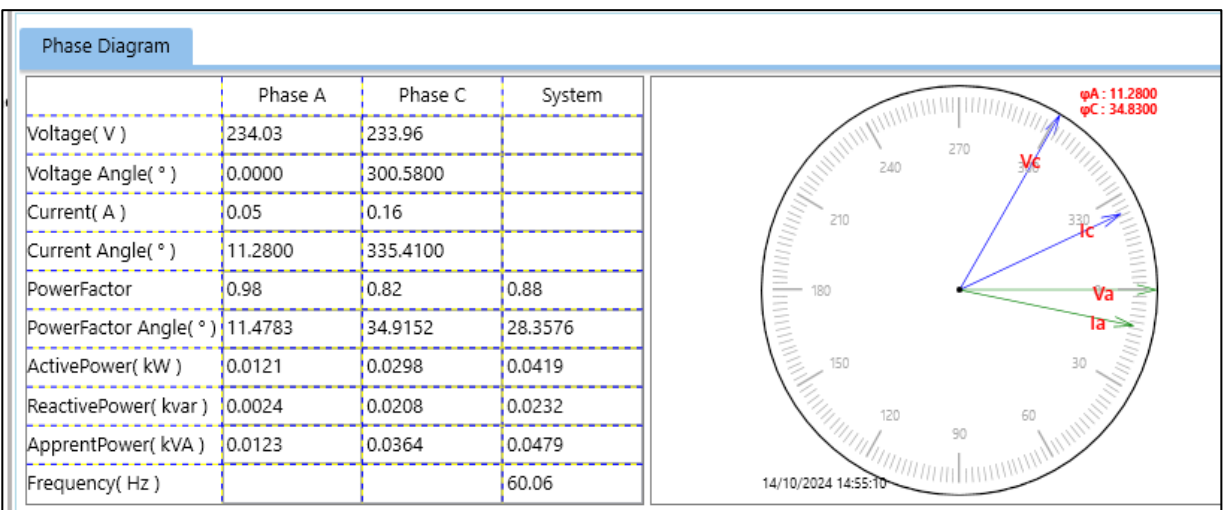 Phase Diagram
Phase A Phase C System
Voltage( V ) 234.03 233.96
Voltage Angle( ° ) 0.0000 300.5800
Current( A ) 0.05 0.16
Current Angle( ° ) 11.2800 335.4100
PowerFactor 0.98 0.82 0.88
PowerFactor Angle( ° ) 11.4783 34.9152 28.3576
ActivePower( kW ) 0.0121 0.0298 0.0419
ReactivePower( kvar ) 0.0024 0.0208 0.0232
ApprentPower( kVA ) 0.0123 0.0364 0.0479
Frequency( Hz ) 60.06
φA : 11.2800
φC : 34.8300
270
Vc
240
210
330
Ic
180
Va
Ia
150
30
120
60
90
14/10/2024 14:55:10